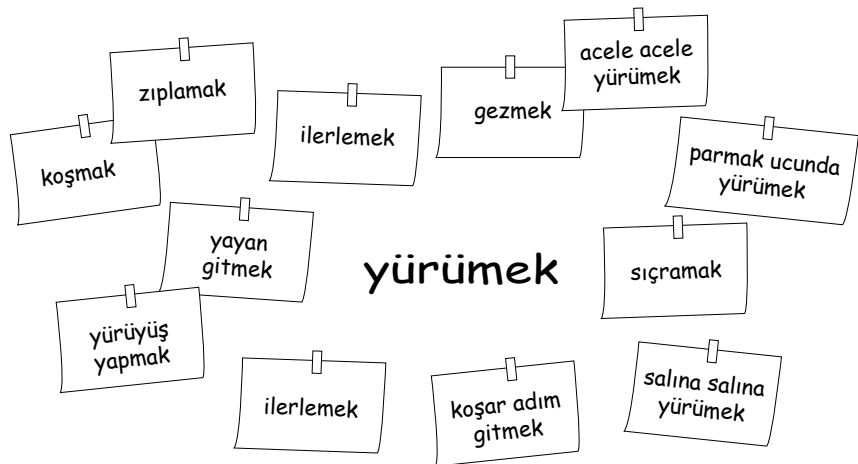 acele acele
yürümek
zıplamak
gezmek
ilerlemek
koşmak
parmak ucunda
yürümek
yayan
gitmek
yürümek
sıçramak
yürüyüş
yapmak
ilerlemek
koşar adım
gitmek
salına salına
yürümek